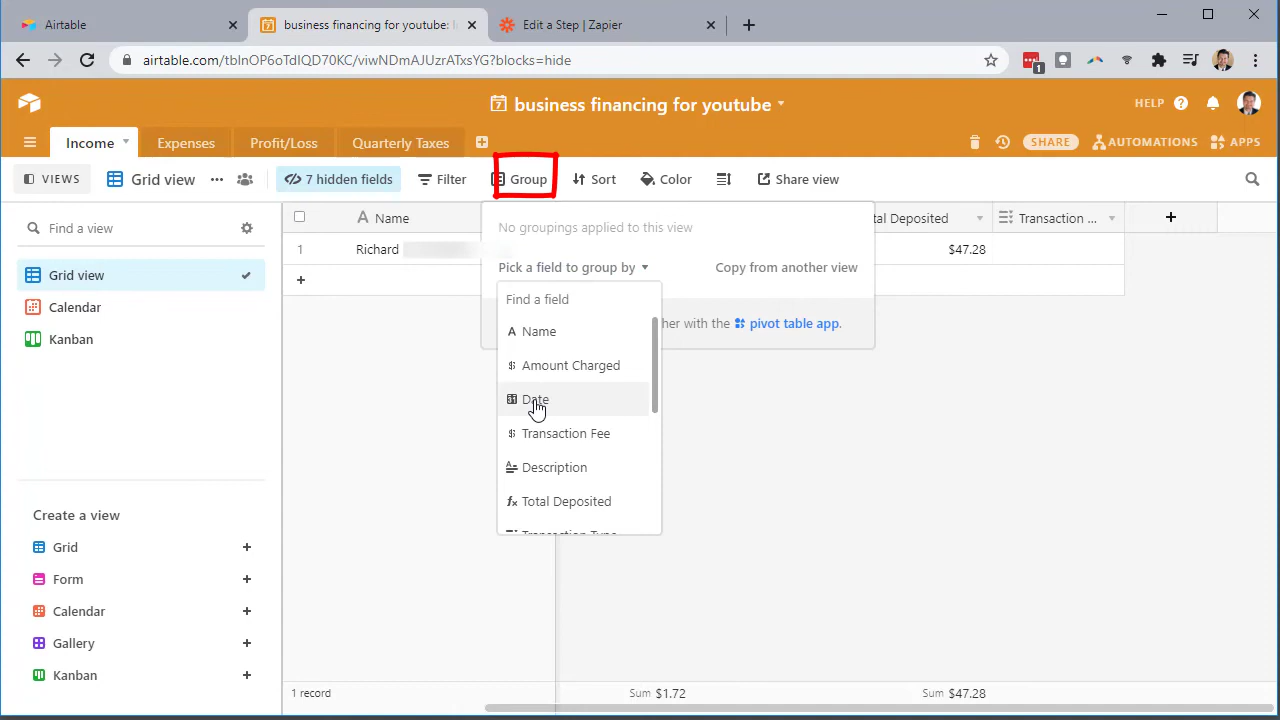 Airtable
business financing for youtube: I
Edit a Step | Zapier
airtable.com/tblnOP6oTdIQD70KC/viwNDmAJUzrATxsYG?blocks=hide
1
7 business financing for youtube
HELP ?
Income
Expenses
Profit/Loss
Quarterly Taxes
SHARE
AUTOMATIONS
APPS
VIEWS
Grid view
7 hidden fields
Filter
Group
Sort
Color
Share view
Find a view
Name
tal Deposited
Transaction ...
No groupings applied to this view
1
Richard
$47.28
Pick a field to group by
Copy from another view
Grid view
Calendar
Kanban
Find a field
her with the pivot table app.
Name
Amount Charged
Date
Transaction Fee
Description
Total Deposited
Transaction Type
Create a view
Grid
Form
Calendar
Gallery
Kanban
1 record
Sum $1.72
Sum $47.28